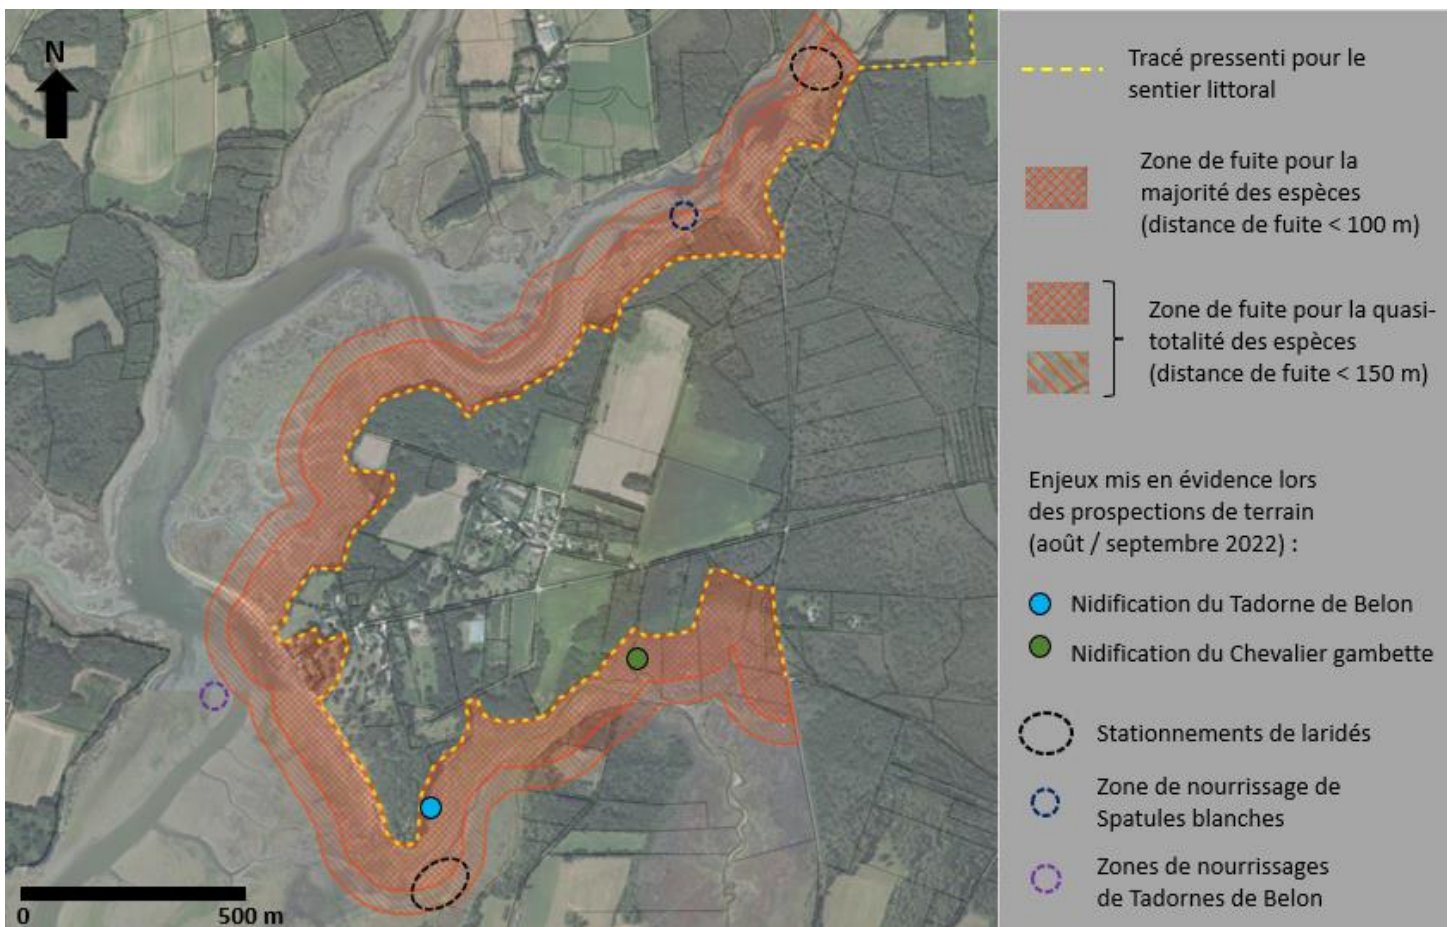 N
0
500 m
Tracé pressenti pour le
sentier littoral
Zone de fuite pour la
majorité des espèces
(distance de fuite < 100 m)
Zone de fuite pour la quasi-
totalité des espèces
(distance de fuite < 150 m)
Enjeux mis en évidence lors
des prospections de terrain
(août / septembre 2022) :
Nidification du Tadorne de Belon
Nidification du Chevalier gambette
Stationnements de laridés
Zone de nourrissage de
Spatules blanches
Zones de nourrissages
de Tadornes de Belon